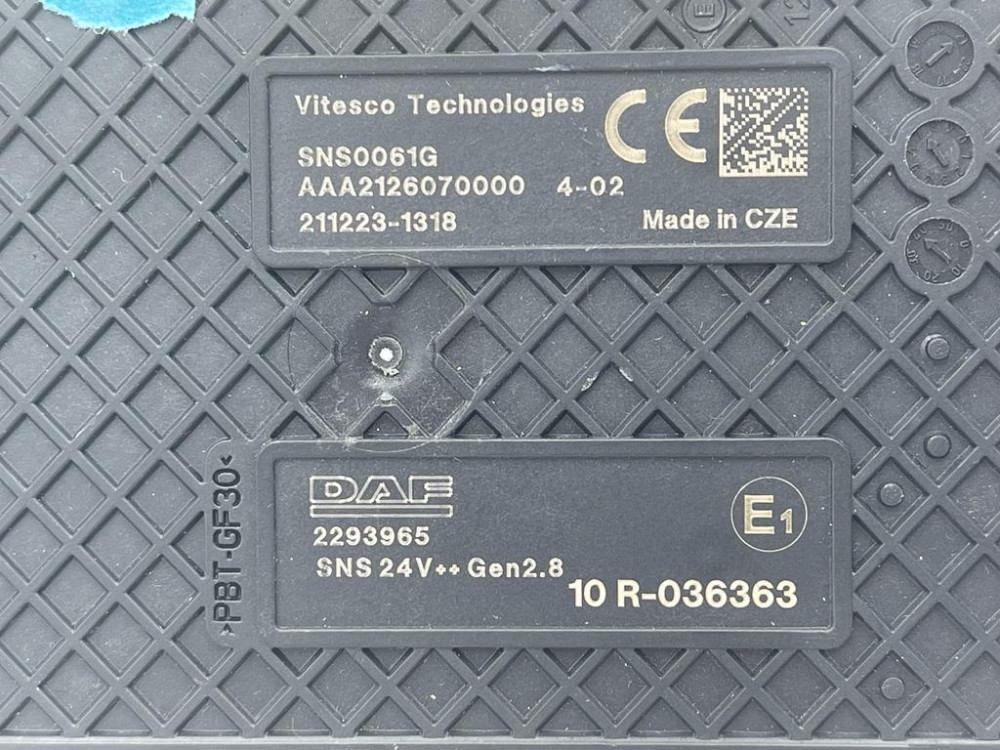 Vitesco Technologies
CE
SNS0061G
AAA2126070000 4-02
211223-1318
Made in CZE
>PBT-GF30<
DAF
2293965
E1
SNS 24V++ Gen2.8
10 R-036363